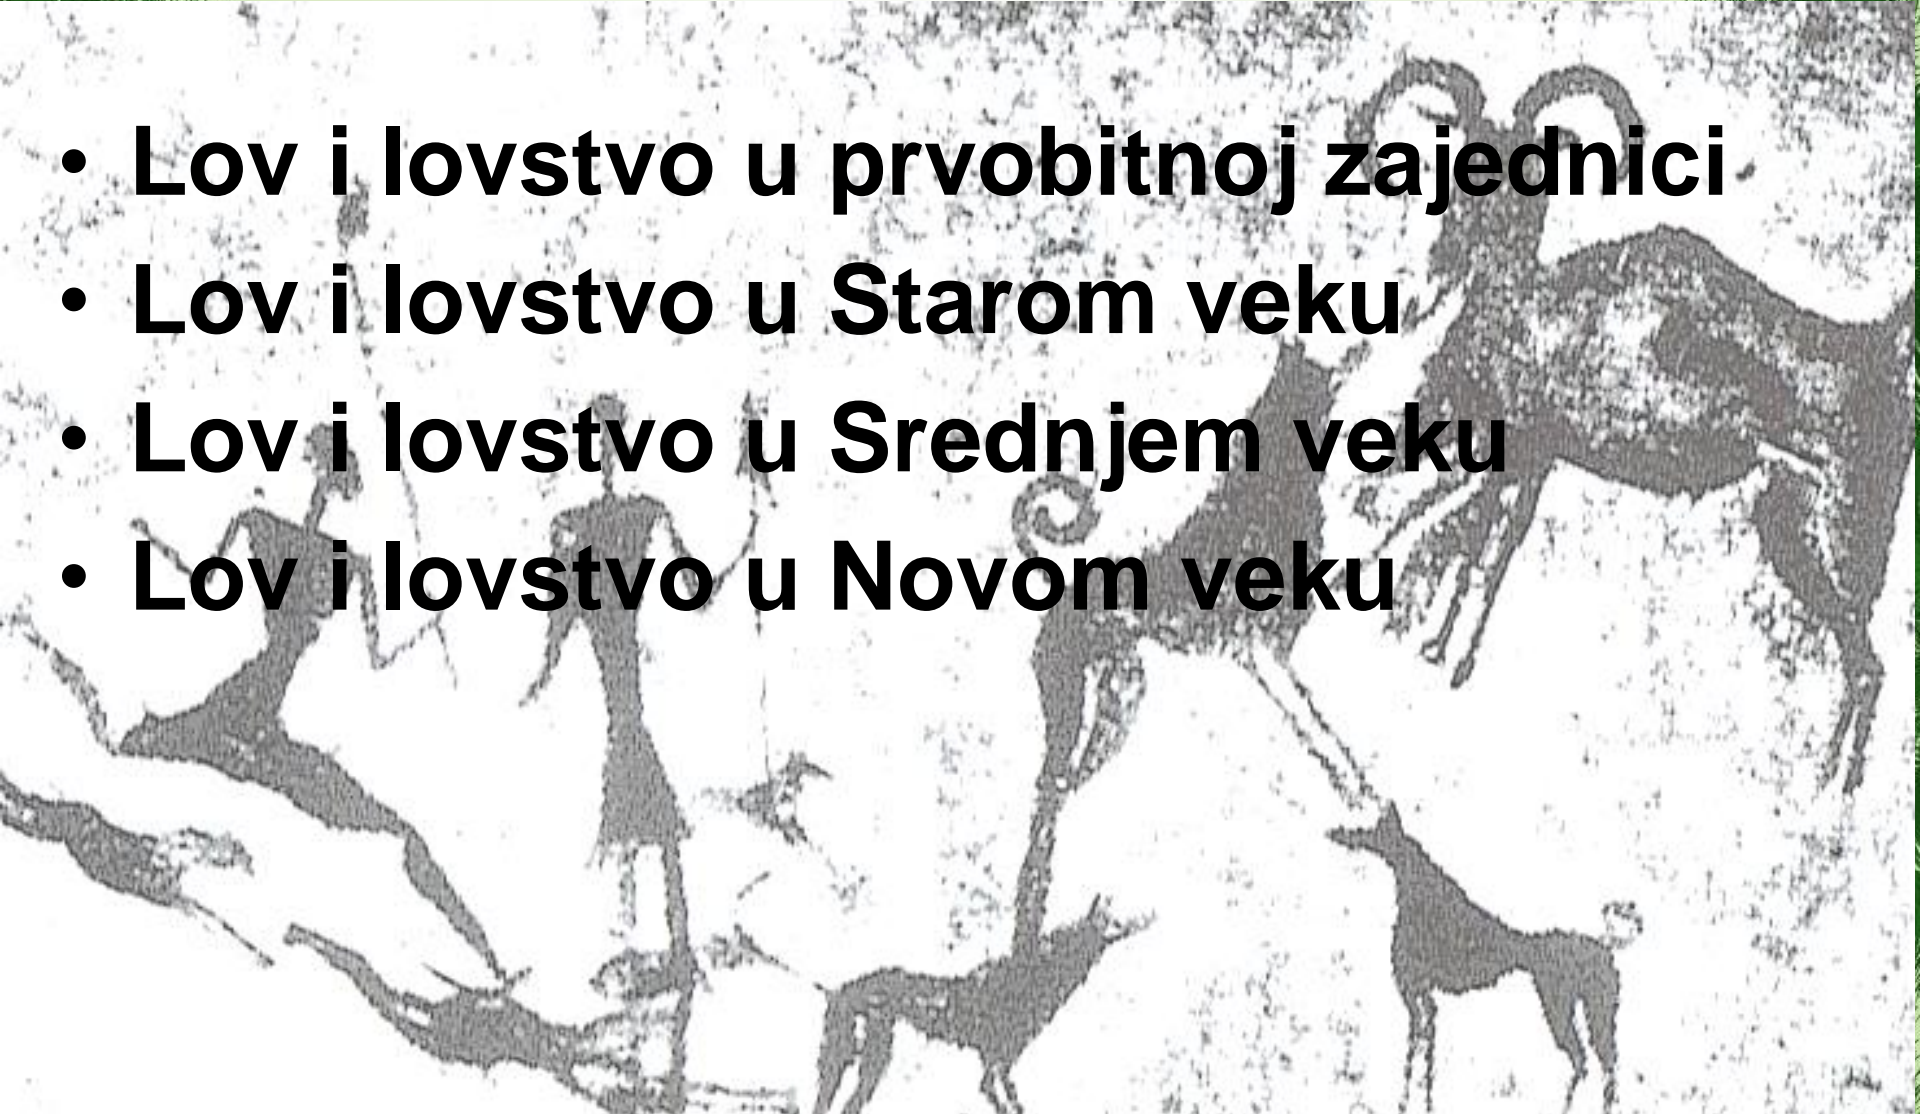 • Lov i lovstvo u prvobitnoj zajednici
• Lov i lovstvo u Starom veku
• Lov i lovstvo u Srednjem veku
• Lov i lovstvo u Novom veku